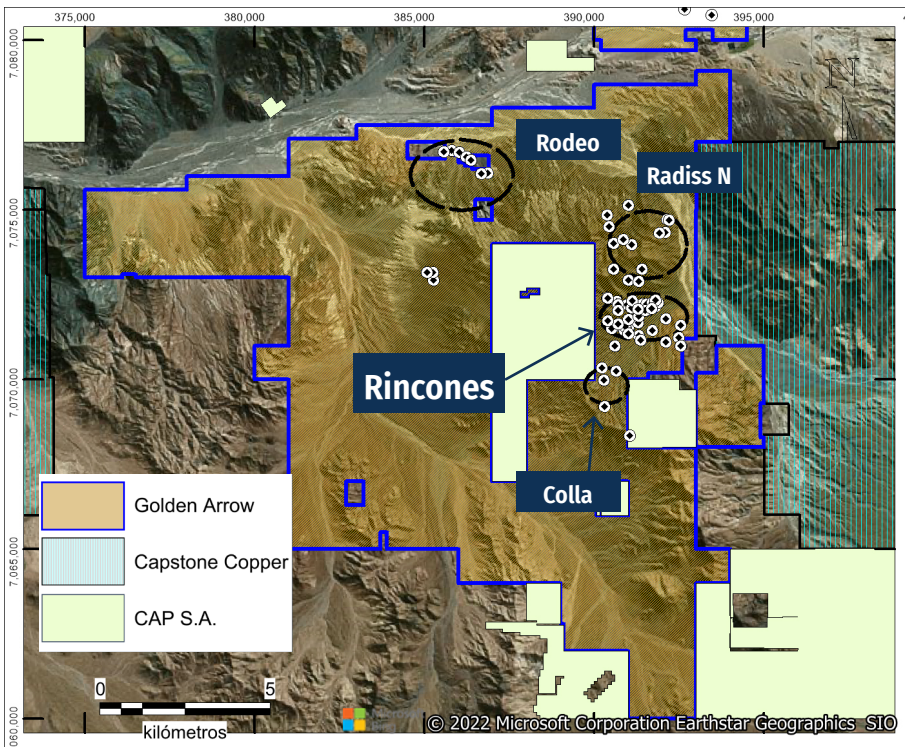 375,000
380,000
385,000
390,000
395,000
7,080,000
7,075,000
7,070,000
7,065,000
060,000
N
Rodeo
Radiss N
Rincones
Colla
Golden Arrow
Capstone Copper
CAP S.A.
0 5
kilómetros
© 2022 Microsoft Corporation Earthstar Geographics SIO